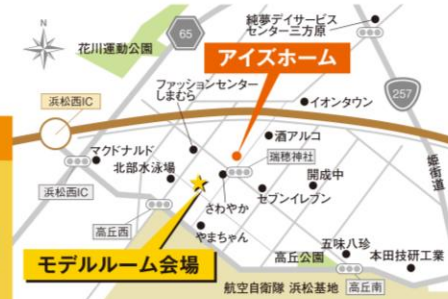 純夢デイサービス
センター三方原
65
花川運動公園
アイズホーム
ファッションセンター
しまむら
イオンタウン
257
浜松西IC
酒アルコ
姫街道
マクドナルド
瑞穂神社
北部水泳場
開成中
浜松西IC
さわやか
セブンイレブン
高丘西
やまちゃん
五味八珍
モデルルーム会場
高丘公園
本田技研工業
航空自衛隊 浜松基地
高丘南